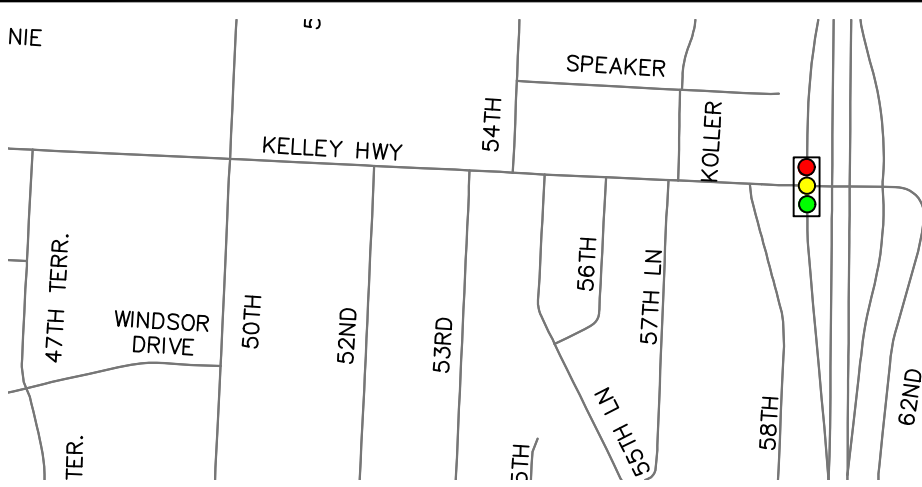 NIE
SPEAKER
54TH
KOLLER
KELLEY HWY
47TH TERR.
WINDSOR
DRIVE
50TH
52ND
53RD
56TH
57TH LN
55TH LN
58TH
62ND
TER.
5TH